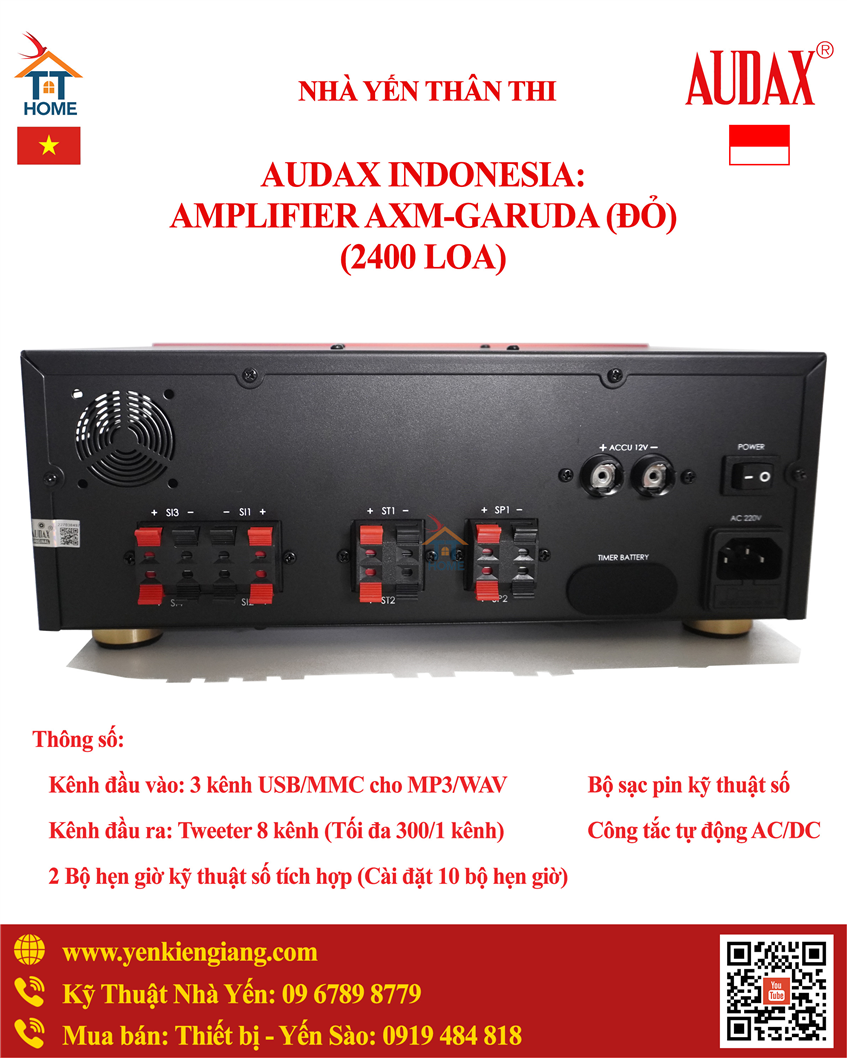 TT
HOME
NHÀ YẾN THÂN THI
AUDAX®
AUDAX INDONESIA:
AMPLIFIER AXM-GARUDA (ĐỎ)
(2400 LOA)
+ ACCU 12V −
POWER
− O
AC 220V
+ SI3 − − SI1 +
+ ST1 −
+ SP1 −
AUDAX
HOME
TIMER BATTERY
+ ST2
SP2
Thông số:
Kênh đầu vào: 3 kênh USB/MMC cho MP3/WAV
Bộ sạc pin kỹ thuật số
Kênh đầu ra: Tweeter 8 kênh (Tối đa 300/1 kênh)
Công tắc tự động AC/DC
2 Bộ hẹn giờ kỹ thuật số tích hợp (Cài đặt 10 bộ hẹn giờ)
www.yenkiengiang.com
Kỹ Thuật Nhà Yến: 09 6789 8779
Mua bán: Thiết bị - Yến Sào: 0919 484 818
You
Tube